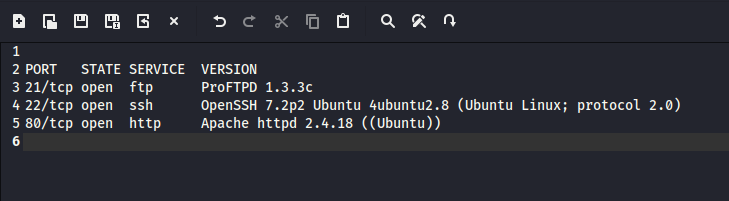 1
2 PORT   STATE SERVICE  VERSION
3 21/tcp open  ftp      ProFTPD 1.3.3c
4 22/tcp open  ssh      OpenSSH 7.2p2 Ubuntu 4ubuntu2.8 (Ubuntu Linux; protocol 2.0)
5 80/tcp open  http     Apache httpd 2.4.18 ((Ubuntu))
6